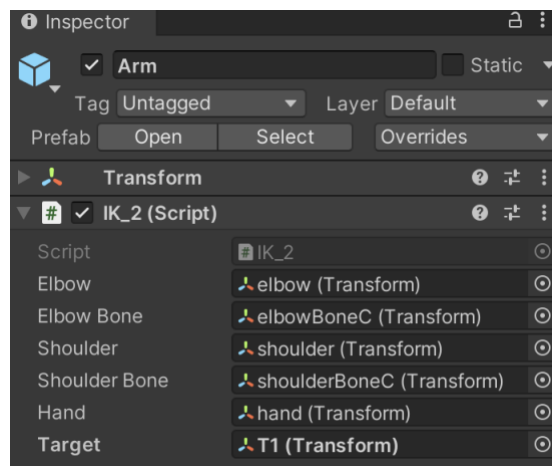 Inspector
Arm Static
Tag Untagged Layer Default
Prefab Open Select Overrides
Transform
# IK_2 (Script)
Script # IK_2
Elbow elbow (Transform)
Elbow Bone elbowBoneC (Transform)
Shoulder shoulder (Transform)
Shoulder Bone shoulderBoneC (Transform)
Hand hand (Transform)
Target T1 (Transform)